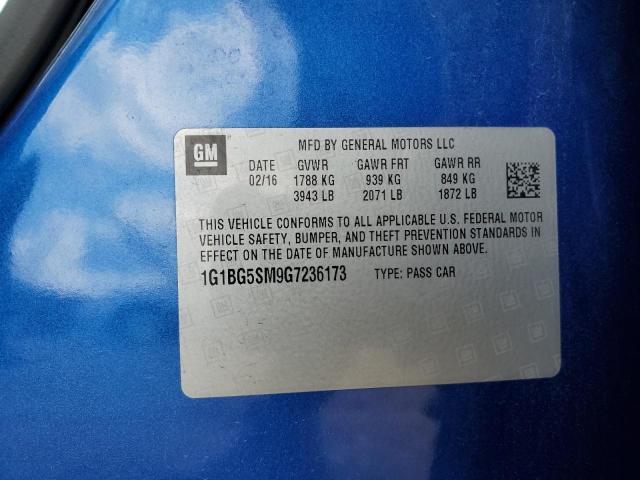 GM
MFD BY GENERAL MOTORS LLC
DATE GVWR GAWR FRT GAWR RR
02/16 1788 KG 939 KG 849 KG
3943 LB 2071 LB 1872 LB
THIS VEHICLE CONFORMS TO ALL APPLICABLE U.S. FEDERAL MOTOR
VEHICLE SAFETY, BUMPER, AND THEFT PREVENTION STANDARDS IN
EFFECT ON THE DATE OF MANUFACTURE SHOWN ABOVE.
1G1BG5SM9G7236173 TYPE: PASS CAR